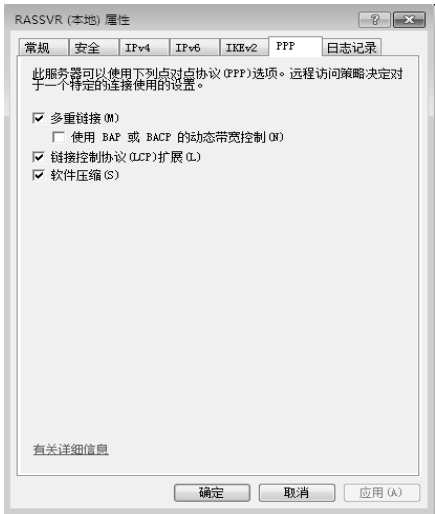 RASSVR (本地) 属性
常规 安全 IPv4 IPv6 IKEv2 PPP 日志记录
此服务器可以使用下列点对点协议(PPP)选项。远程访问策略决定对
于一个特定的连接使用的设置。
多重链接(M)
使用 BAP 或 BACP 的动态带宽控制(N)
链接控制协议(LCP)扩展(L)
软件压缩(S)
有关详细信息
确定 取消 应用(A)